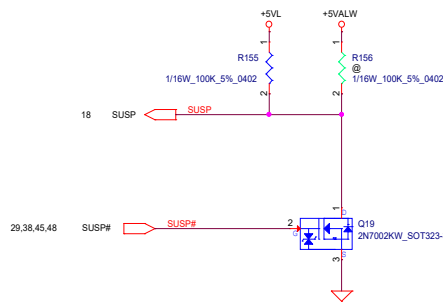 +5VL
+5VALW
1
1
R155
R156
@
1/16W_100K_5%_0402
1/16W_100K_5%_0402
2
2
18
SUSP
SUSP
1
D
Q19
29,38,45,48
SUSP#
SUSP#
2
G
2N7002KW_SOT323-
S
3